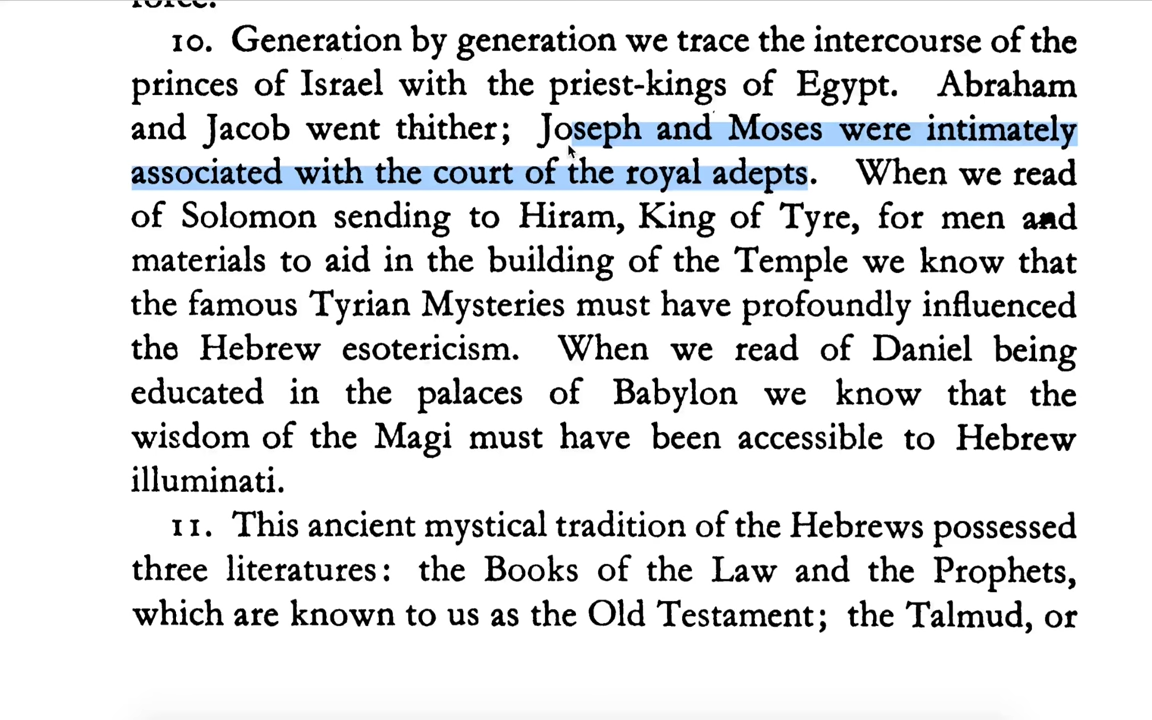 force.
10. Generation by generation we trace the intercourse of the
princes of Israel with the priest-kings of Egypt. Abraham
and Jacob went thither; Joseph and Moses were intimately
associated with the court of the royal adepts. When we read
of Solomon sending to Hiram, King of Tyre, for men and
materials to aid in the building of the Temple we know that
the famous Tyrian Mysteries must have profoundly influenced
the Hebrew esotericism. When we read of Daniel being
educated in the palaces of Babylon we know that the
wisdom of the Magi must have been accessible to Hebrew
illuminati.
11. This ancient mystical tradition of the Hebrews possessed
three literatures: the Books of the Law and the Prophets,
which are known to us as the Old Testament; the Talmud, or